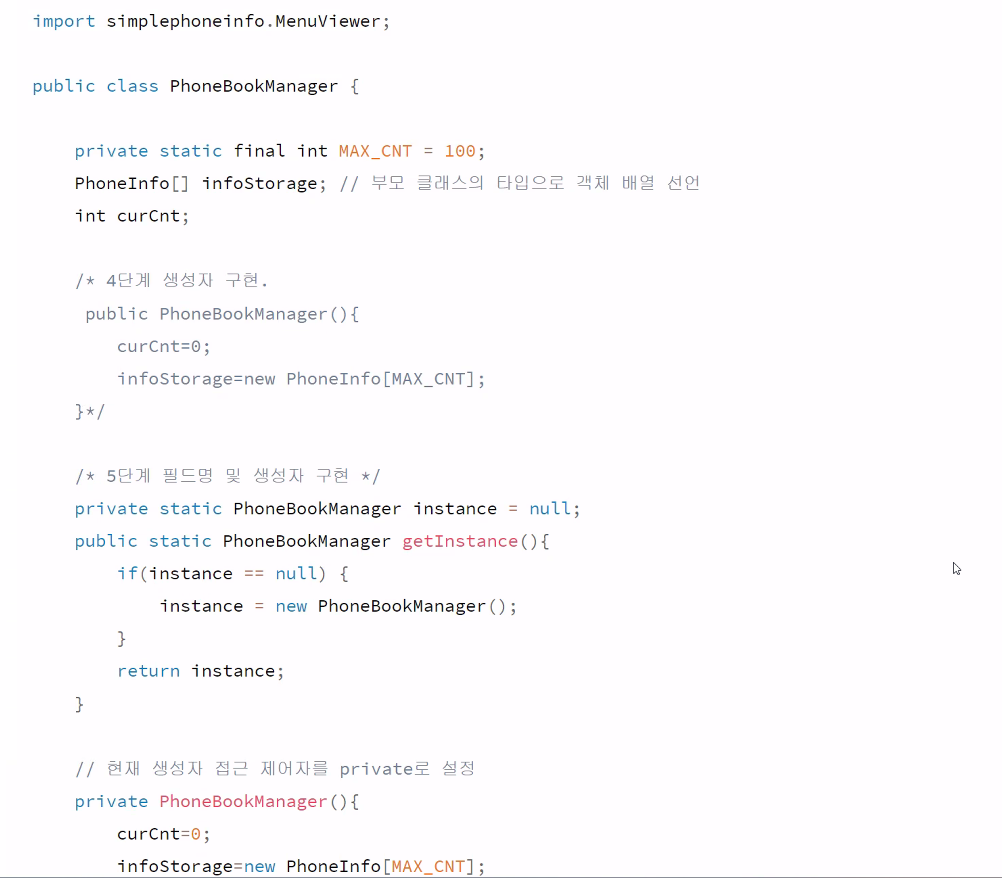 import simplephoneinfo.MenuViewer;
public class PhoneBookManager {
private static final int MAX_CNT = 100;
PhoneInfo[] infoStorage; // 부모 클래스의 타입으로 객체 배열 선언
int curCnt;
/* 4단계 생성자 구현.
public PhoneBookManager(){
curCnt=0;
infoStorage=new PhoneInfo[MAX_CNT];
}*/
/* 5단계 필드명 및 생성자 구현 */
private static PhoneBookManager instance = null;
public static PhoneBookManager getInstance(){
if(instance == null) {
instance = new PhoneBookManager();
}
return instance;
}
// 현재 생성자 접근 제어자를 private로 설정
private PhoneBookManager(){
curCnt=0;
infoStorage=new PhoneInfo[MAX_CNT];